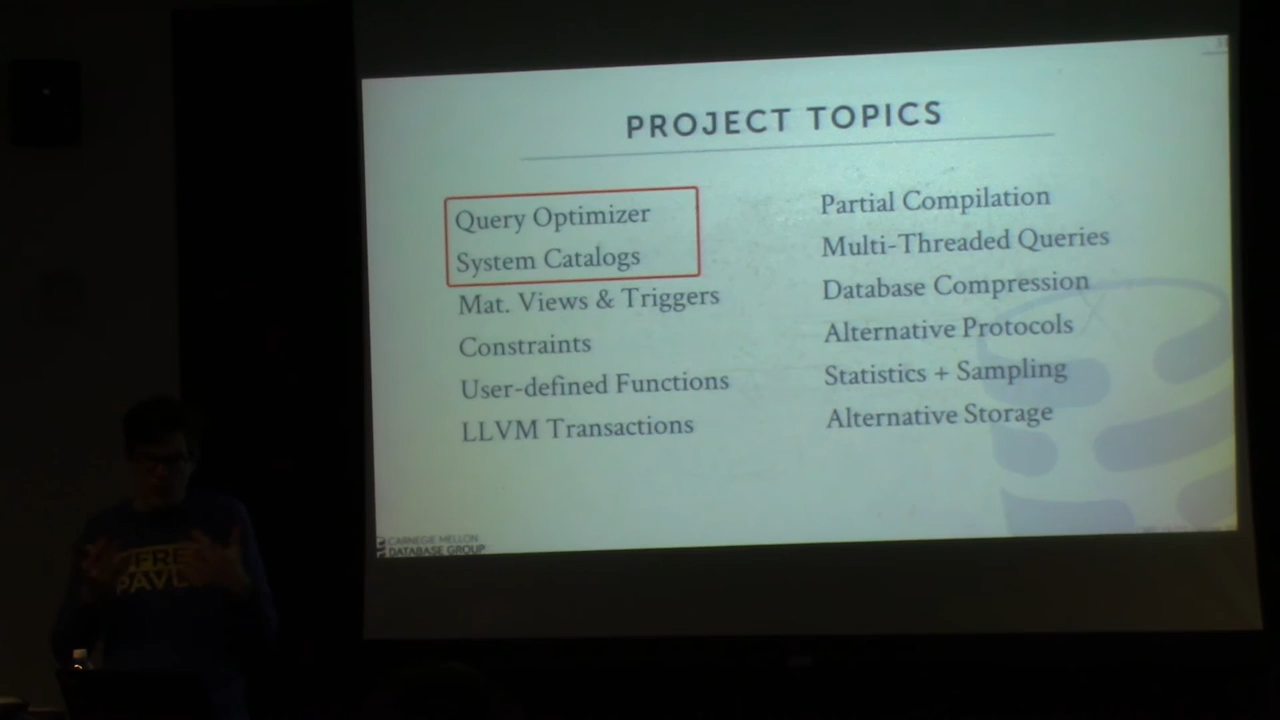 PROJECT TOPICS
Query Optimizer
System Catalogs
Mat. Views & Triggers
Constraints
User-defined Functions
LLVM Transactions
Partial Compilation
Multi-Threaded Queries
Database Compression
Alternative Protocols
Statistics + Sampling
Alternative Storage
CARNEGIE MELLON
DATABASE GROUP